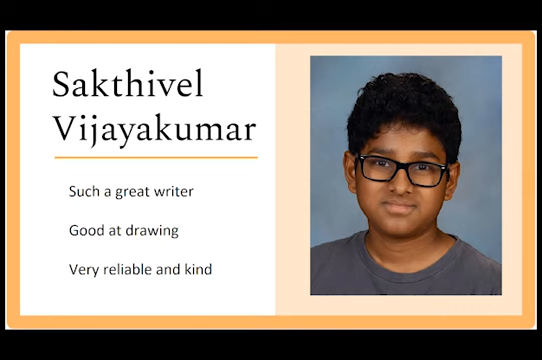 Sakthivel
Vijayakumar
Such a great writer
Good at drawing
Very reliable and kind